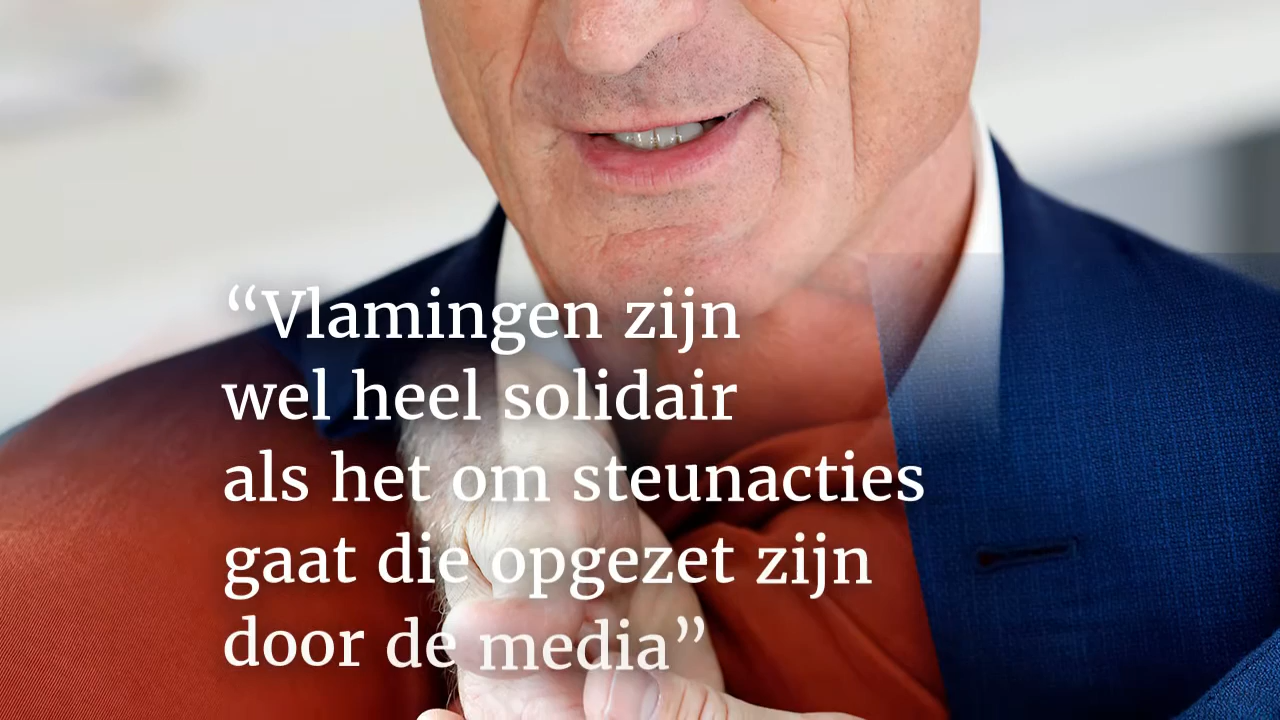 “Vlamingen zijn
wel heel solidair
als het om steunacties
gaat die opgezet zijn
door de media”